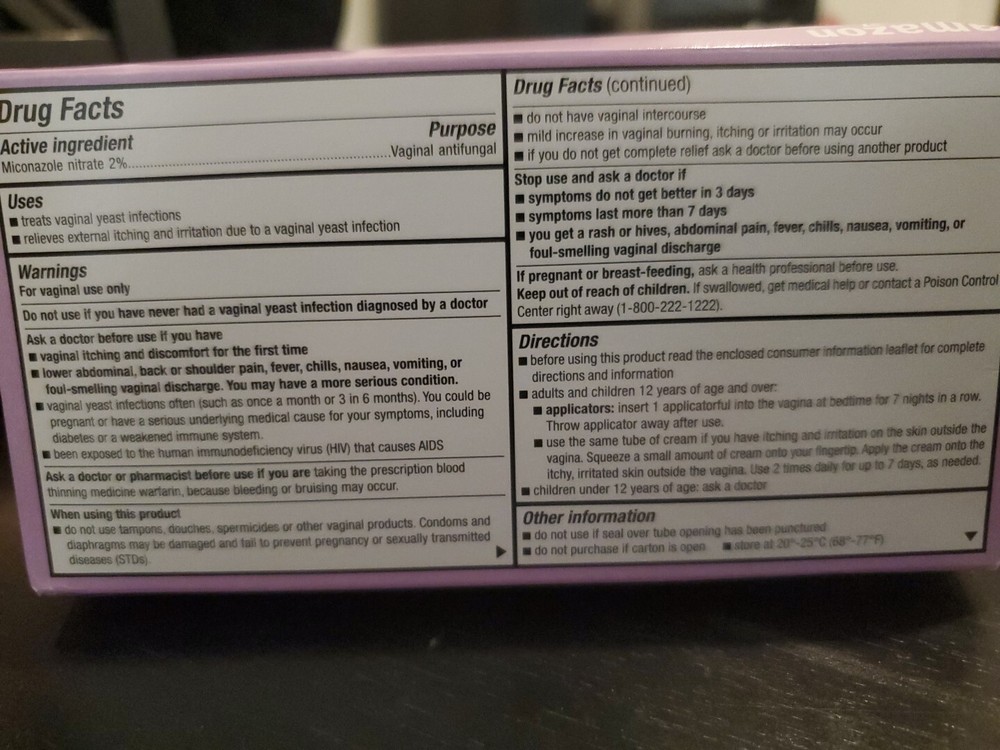 amazon
Drug Facts
Active ingredient
Purpose
Miconazole nitrate 2%..............................................................Vaginal antifungal
Uses
■ treats vaginal yeast infections
■ relieves external itching and irritation due to a vaginal yeast infection
Warnings
For vaginal use only
Do not use if you have never had a vaginal yeast infection diagnosed by a doctor
Ask a doctor before use if you have
■ vaginal itching and discomfort for the first time
■ lower abdominal, back or shoulder pain, fever, chills, nausea, vomiting, or
foul-smelling vaginal discharge. You may have a more serious condition.
■ vaginal yeast infections often (such as once a month or 3 in 6 months). You could be
pregnant or have a serious underlying medical cause for your symptoms, including
diabetes or a weakened immune system.
■ been exposed to the human immunodeficiency virus (HIV) that causes AIDS
Ask a doctor or pharmacist before use if you are taking the prescription blood
thinning medicine warfarin, because bleeding or bruising may occur.
When using this product
■ do not use tampons, douches, spermicides or other vaginal products. Condoms and
diaphragms may be damaged and fail to prevent pregnancy or sexually transmitted
diseases (STDs).
Drug Facts (continued)
■ do not have vaginal intercourse
■ mild increase in vaginal burning, itching or irritation may occur
■ if you do not get complete relief ask a doctor before using another product
Stop use and ask a doctor if
■ symptoms do not get better in 3 days
■ symptoms last more than 7 days
■ you get a rash or hives, abdominal pain, fever, chills, nausea, vomiting, or
foul-smelling vaginal discharge
If pregnant or breast-feeding, ask a health professional before use.
Keep out of reach of children. If swallowed, get medical help or contact a Poison Control
Center right away (1-800-222-1222).
Directions
■ before using this product read the enclosed consumer information leaflet for complete
directions and information
■ adults and children 12 years of age and over:
■ applicators: insert 1 applicatorful into the vagina at bedtime for 7 nights in a row.
Throw applicator away after use.
■ use the same tube of cream if you have itching and irritation on the skin outside the
vagina. Squeeze a small amount of cream onto your fingertip. Apply the cream onto the
itchy, irritated skin outside the vagina. Use 2 times daily for up to 7 days, as needed.
■ children under 12 years of age: ask a doctor
Other information
■ do not use if seal over tube opening has been punctured
■ do not purchase if carton is open ■ store at 20°-25°C (68°-77°F)